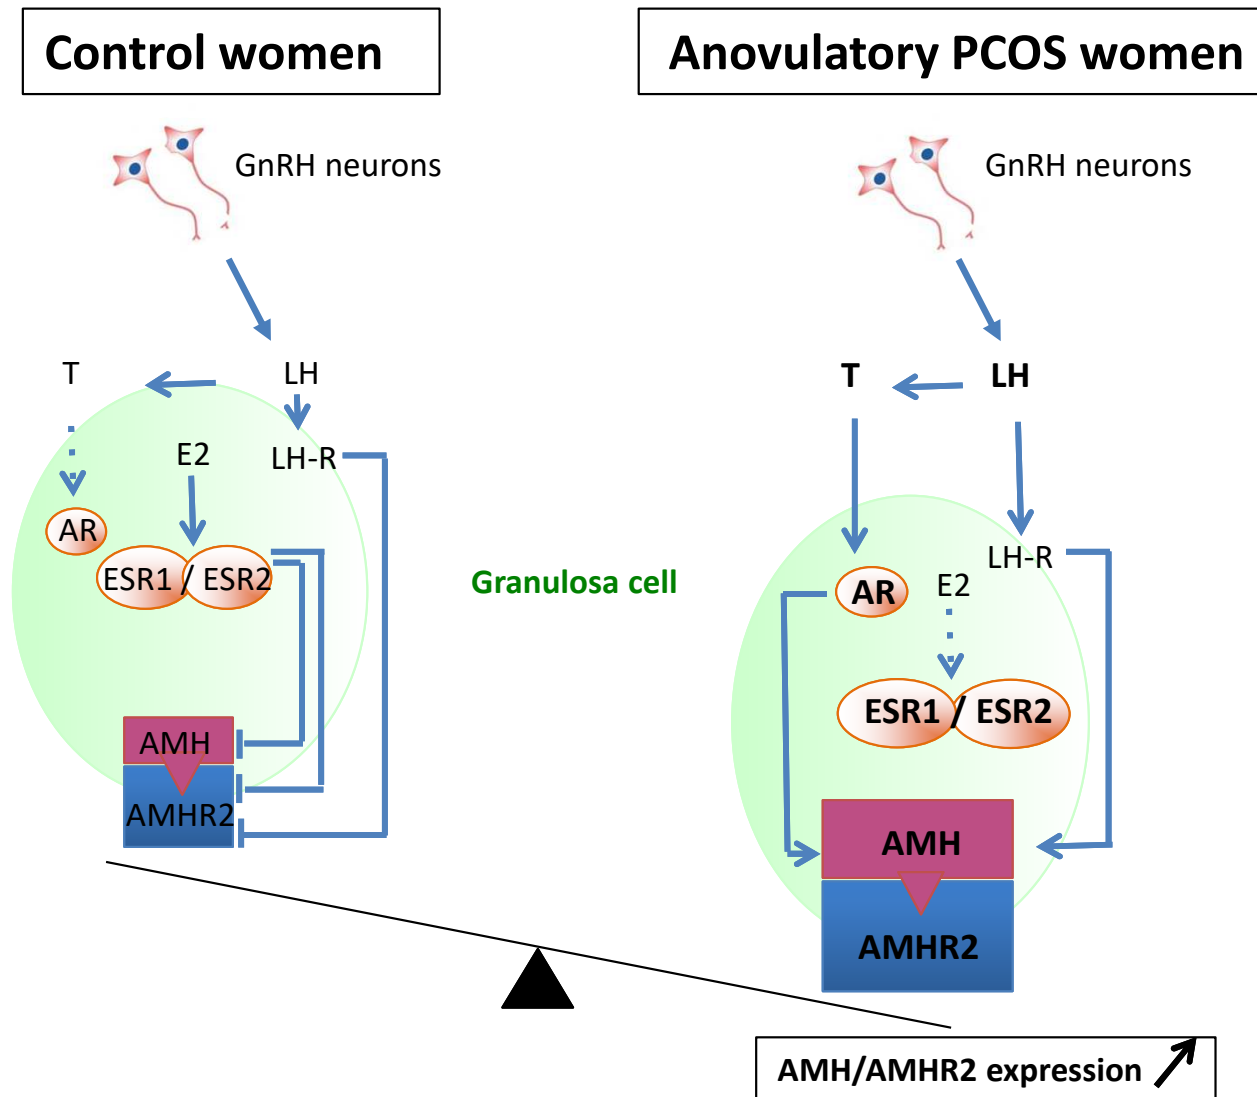 Control women
GnRH neurons
T
LH
E2
LH-R
AR
ESR1 / ESR2
AMH
AMHR2
Granulosa cell
Anovulatory PCOS women
GnRH neurons
T
LH
LH-R
AR
E2
ESR1 / ESR2
AMH
AMHR2
AMH/AMHR2 expression